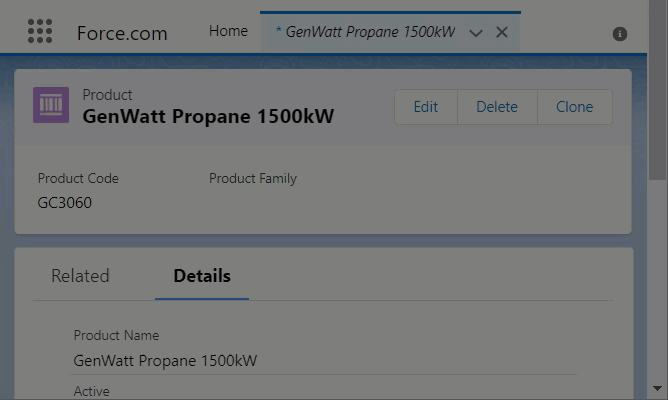 Force.com
Home
* GenWatt Propane 1500kW
Product
GenWatt Propane 1500kW
Edit
Delete
Clone
Product Code
Product Family
GC3060
Related
Details
Product Name
GenWatt Propane 1500kW
Active